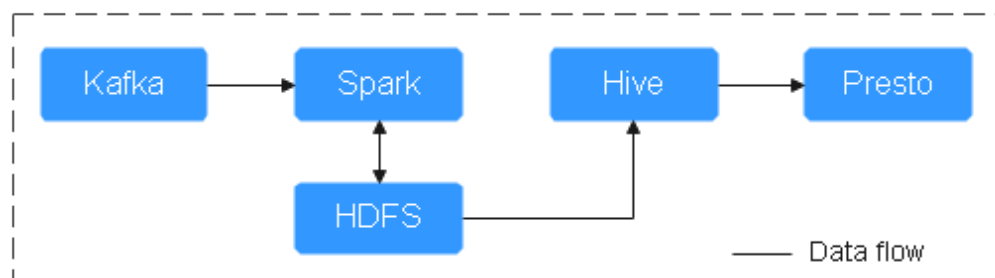 Kafka
Spark
Hive
Presto
HDFS
Data flow